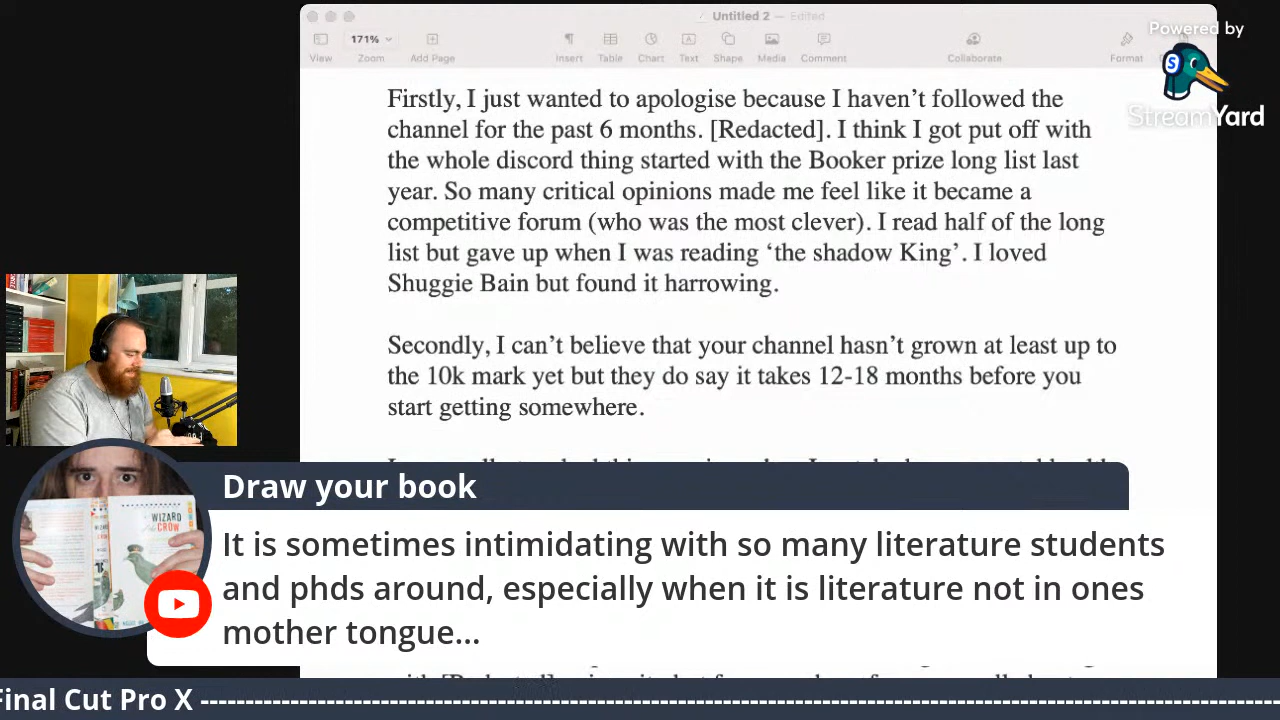 Untitled 2 — Edited
171%
View Zoom Add Page Insert Table Chart Text Shape Media Comment Collaborate Format
Powered by
StreamYard
Firstly, I just wanted to apologise because I haven't followed the
channel for the past 6 months. [Redacted]. I think I got put off with
the whole discord thing started with the Booker prize long list last
year. So many critical opinions made me feel like it became a
competitive forum (who was the most clever). I read half of the long
list but gave up when I was reading 'the shadow King'. I loved
Shuggie Bain but found it harrowing.
Secondly, I can't believe that your channel hasn't grown at least up to
the 10k mark yet but they do say it takes 12-18 months before you
start getting somewhere.
WIZARD
CROW
Draw your book
It is sometimes intimidating with so many literature students
and phds around, especially when it is literature not in ones
mother tongue...
Final Cut Pro X ------------------------------------------------------------